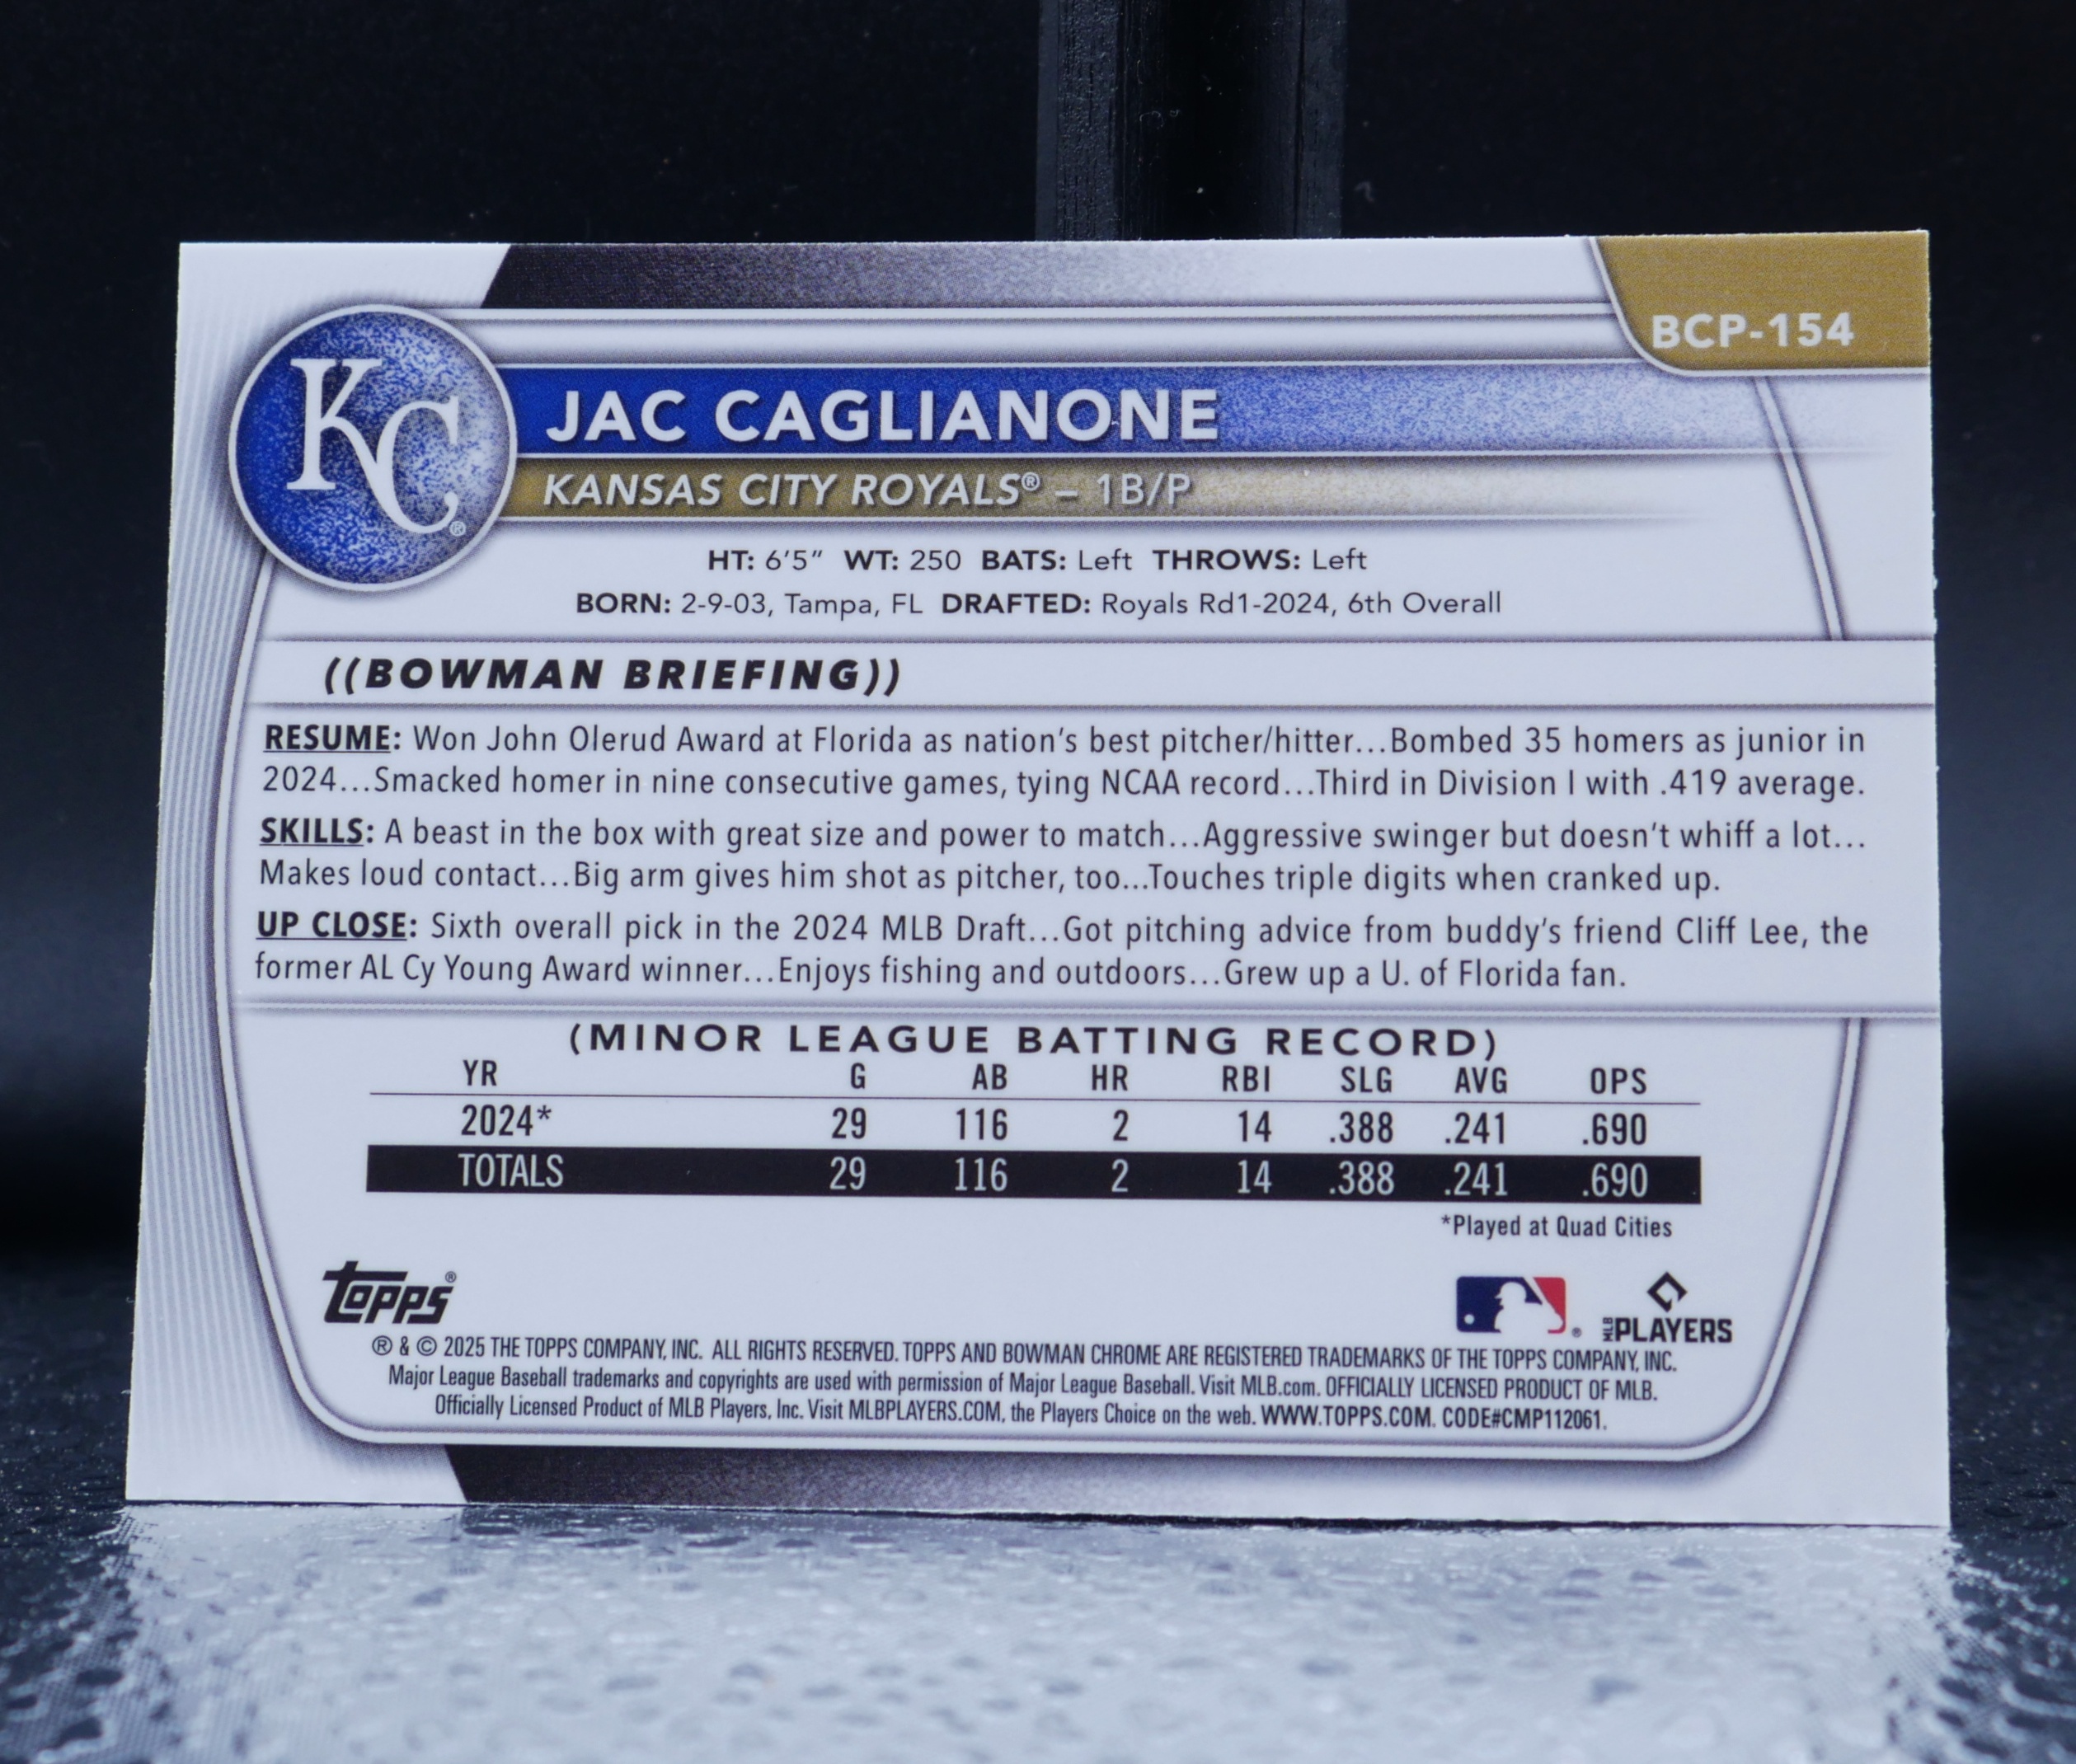 BCP-154
KC®
JAC CAGLIANONE
KANSAS CITY ROYALS® – 1B/P
HT: 6'5" WT: 250 BATS: Left THROWS: Left
BORN: 2-9-03, Tampa, FL DRAFTED: Royals Rd1-2024, 6th Overall
((BOWMAN BRIEFING))
RESUME: Won John Olerud Award at Florida as nation's best pitcher/hitter...Bombed 35 homers as junior in
2024...Smacked homer in nine consecutive games, tying NCAA record...Third in Division I with .419 average.
SKILLS: A beast in the box with great size and power to match...Aggressive swinger but doesn't whiff a lot...
Makes loud contact...Big arm gives him shot as pitcher, too...Touches triple digits when cranked up.
UP CLOSE: Sixth overall pick in the 2024 MLB Draft...Got pitching advice from buddy's friend Cliff Lee, the
former AL Cy Young Award winner...Enjoys fishing and outdoors...Grew up a U. of Florida fan.
(MINOR LEAGUE BATTING RECORD)
YR G AB HR RBI SLG AVG OPS
2024* 29 116 2 14 .388 .241 .690
TOTALS 29 116 2 14 .388 .241 .690
*Played at Quad Cities
Topps®
®
MLB PLAYERS
® & © 2025 THE TOPPS COMPANY, INC. ALL RIGHTS RESERVED. TOPPS AND BOWMAN CHROME ARE REGISTERED TRADEMARKS OF THE TOPPS COMPANY, INC.
Major League Baseball trademarks and copyrights are used with permission of Major League Baseball. Visit MLB.com. OFFICIALLY LICENSED PRODUCT OF MLB.
Officially Licensed Product of MLB Players, Inc. Visit MLBPLAYERS.COM, the Players Choice on the web. WWW.TOPPS.COM. CODE#CMP112061.